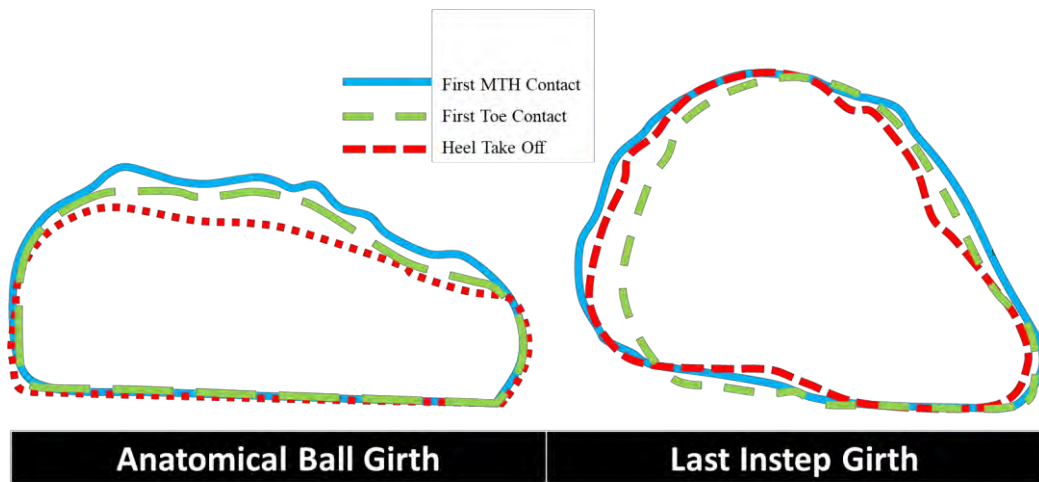 First MTH Contact
First Toe Contact
Heel Take Off
Anatomical Ball Girth
Last Instep Girth